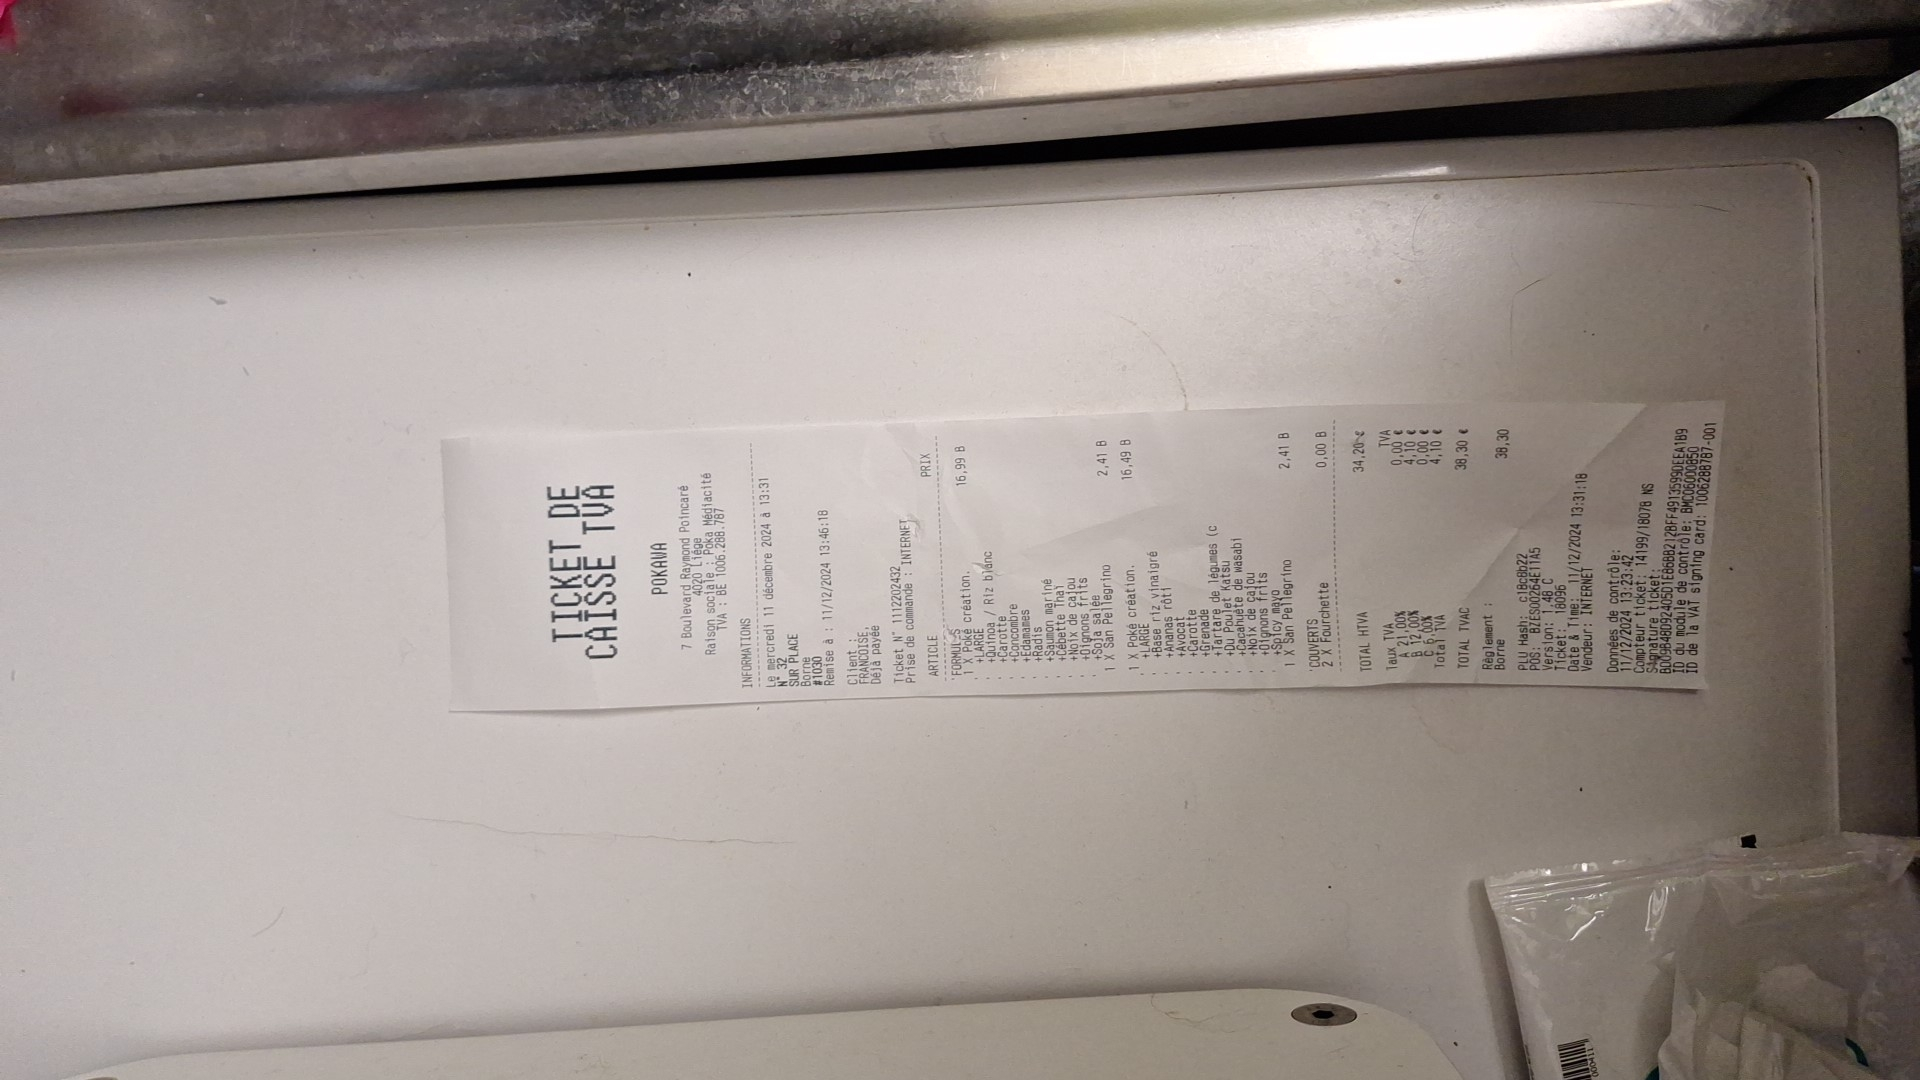 TICKET DE
CAISSE TVA
POKAWA
7 Boulevard Raymond Poincaré
4020 Liège
Raison sociale : Poka Médiacité
TVA : BE 1006.288.787
INFORMATIONS
Le mercredi 11 décembre 2024 à 13:31
N° 32
SUR PLACE
Borne
#1030
Remise à : 11/12/2024 13:46:18
Client :
FRANCOISE,
Déjà payée
Ticket N° 1112202432
Prise de commande : INTERNET
ARTICLE PRIX
1 X Poké création. 16,99 B
. +LARGE
. +Quinoa / Riz blanc
. +Carotte
. +Concombre
. +Edamames
. +Radis
. +Saumon mariné
. +Cébette Thaï
. +Noix de cajou
. +Oignons frits
. +Soja salée
1 X San Pellegrino 2,41 B
1 X Poké création. 16,49 B
. +LARGE
. +Base riz vinaigré
. +Ananas rôti
. +Avocat
. +Carotte
. +Grenade
. +Tartare de légumes (c
. +Du Poulet Katsu
. +Cacahuète de wasabi
. +Noix de cajou
. +Oignons frits
. +Spicy mayo
1 X San Pellegrino 2,41 B
'COUVERTS
2 X Fourchette 0,00 B
TOTAL HTVA 34,20 €
Taux TVA TVA
A 21,00% 0,00 €
B 12,00% 4,10 €
C 6,00% 0,00 €
Total TVA 4,10 €
TOTAL TVAC 38,30 €
Règlement :
Borne 38,30
PLU Hash: c18c8b22
POS: BZES00264E11A5
Version: 1.48 C
Ticket: 18096
Date & Time: 11/12/2024 13:31:18
Vendeur: INTERNET
Données de contrôle:
11/12/2024 13:23:42
Compteur ticket: 14199/18078 NS
Signature ticket:
ID du module de contrôle: BMC06000850
ID de la VAT signing card: 1006288787-001